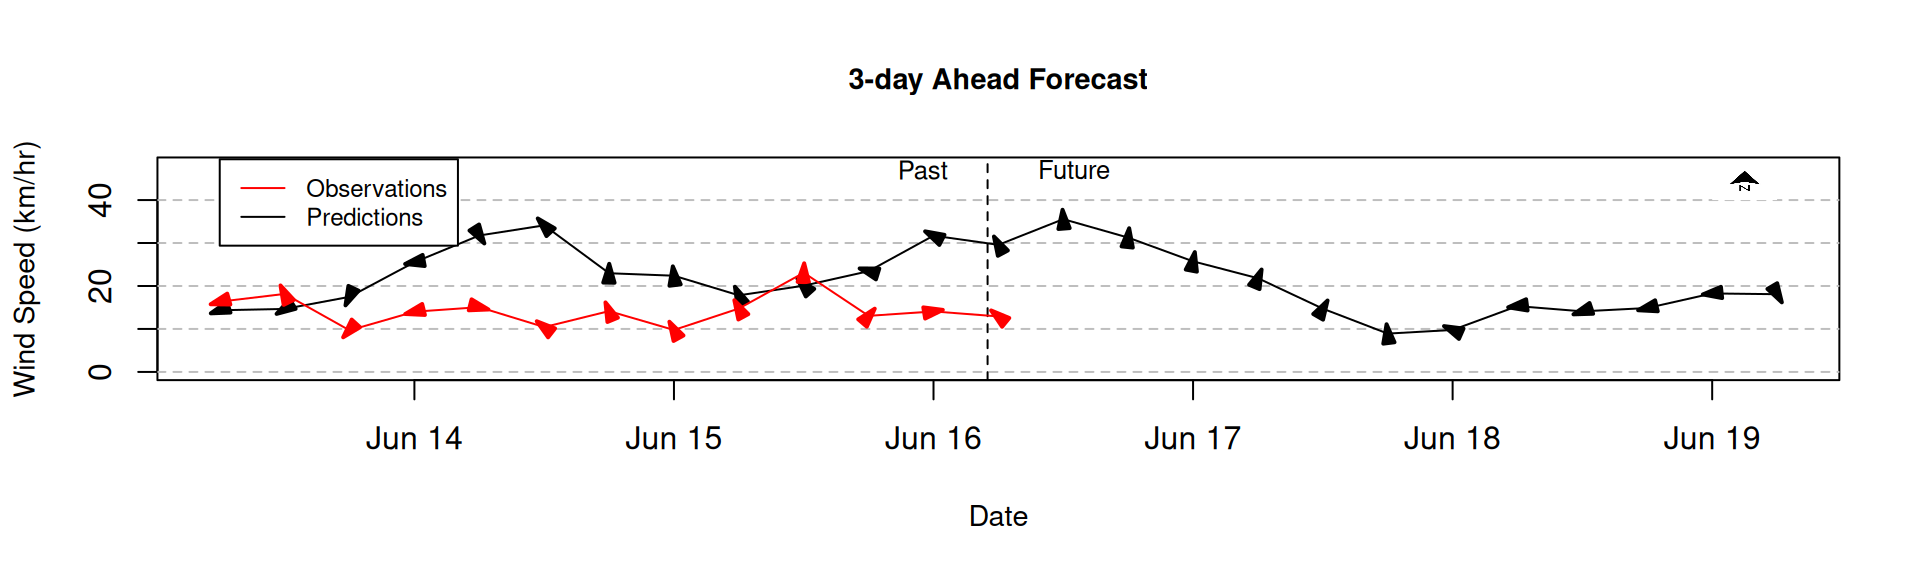 3-day Ahead Forecast
Wind Speed (km/hr)
Observations
Predictions
Past
Future
N
40
20
0
Jun 14
Jun 15
Jun 16
Jun 17
Jun 18
Jun 19
Date